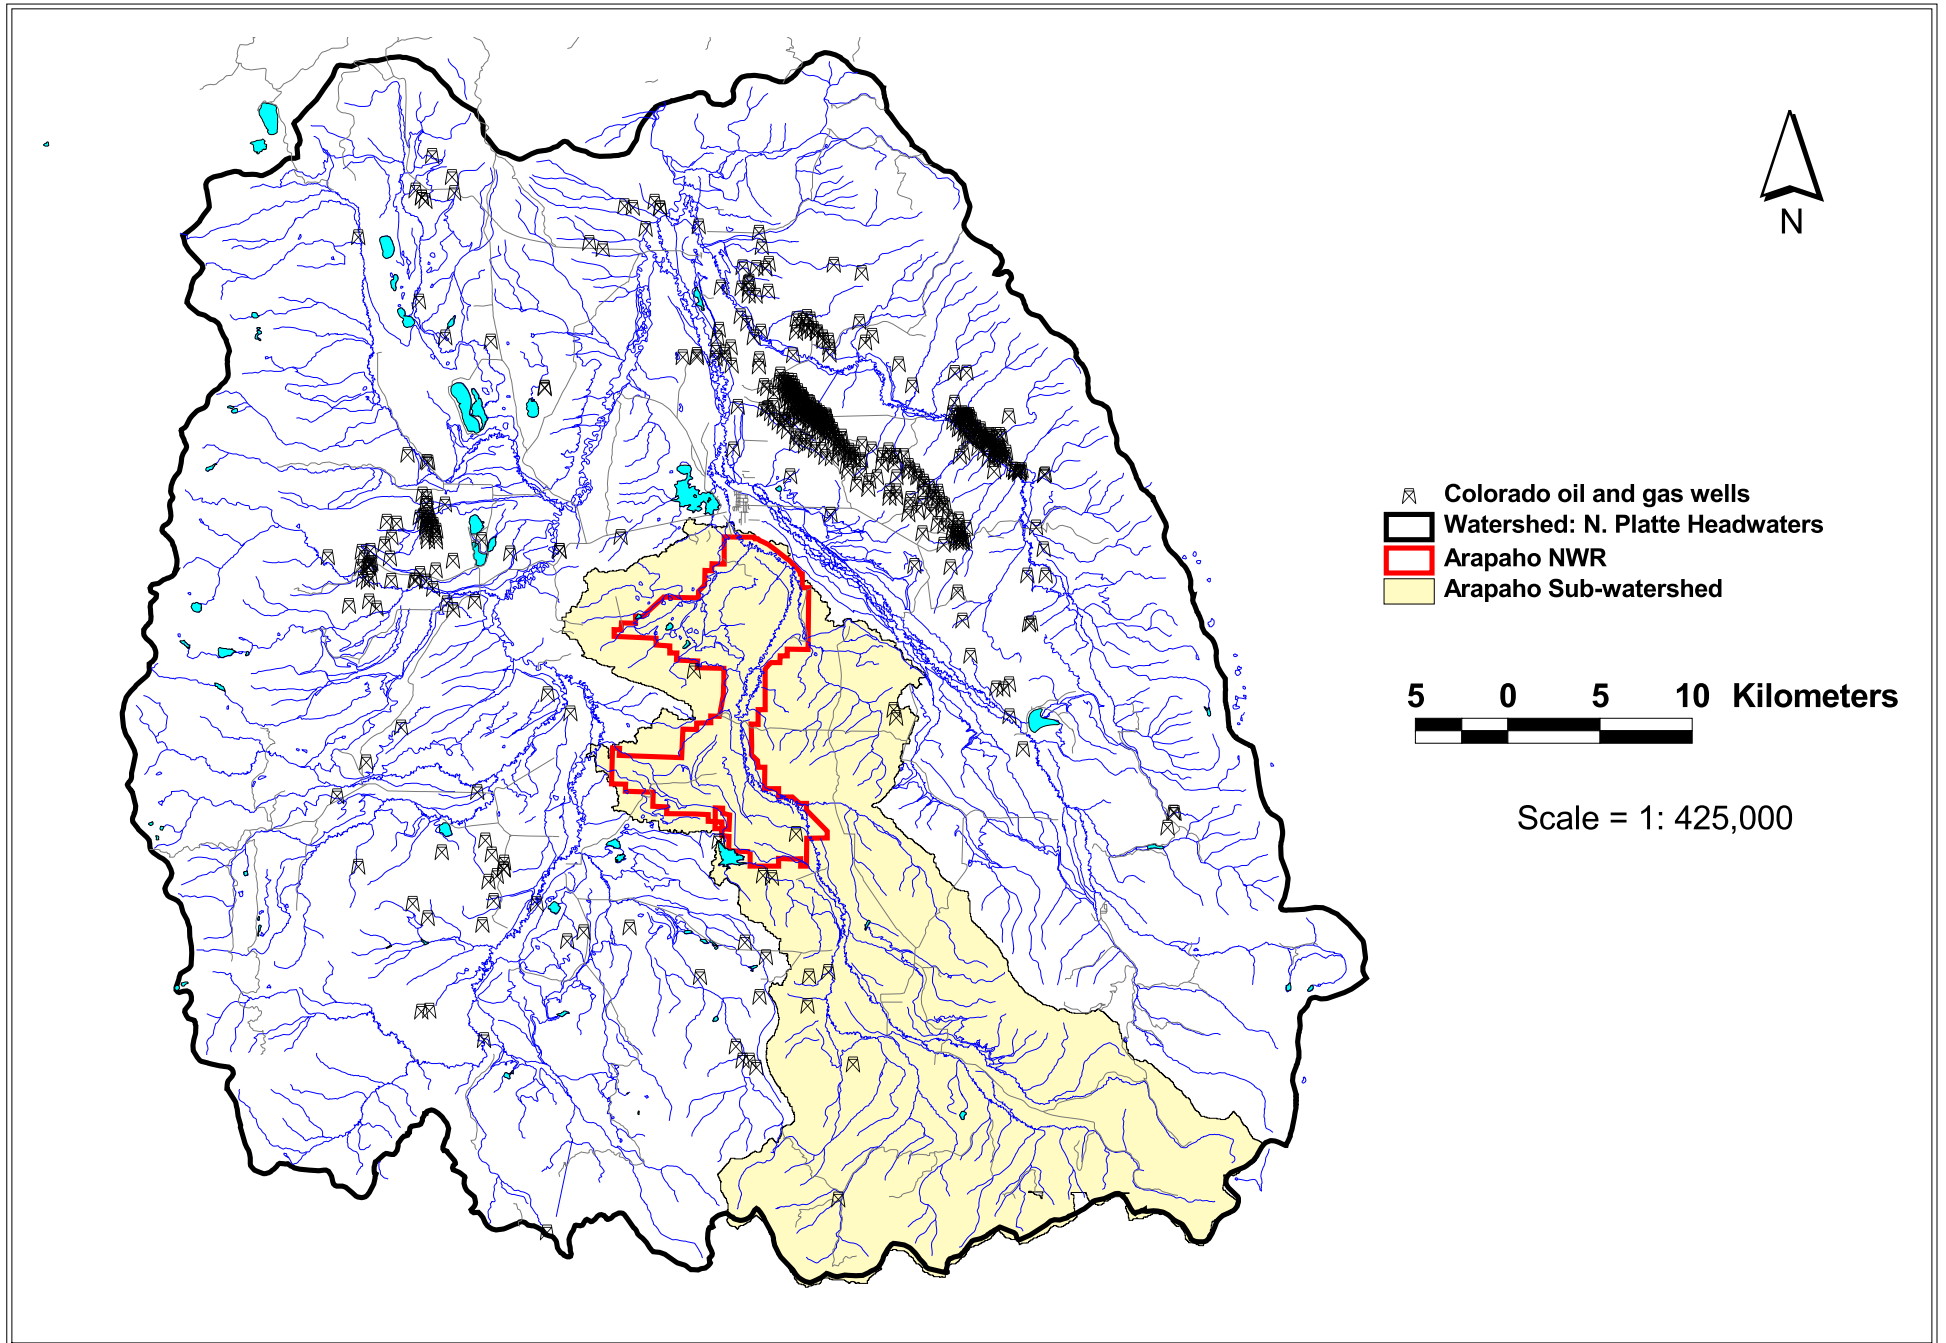 N
Colorado oil and gas wells
Watershed: N. Platte Headwaters
Arapaho NWR
Arapaho Sub-watershed
5 0 5 10 Kilometers
Scale = 1: 425,000